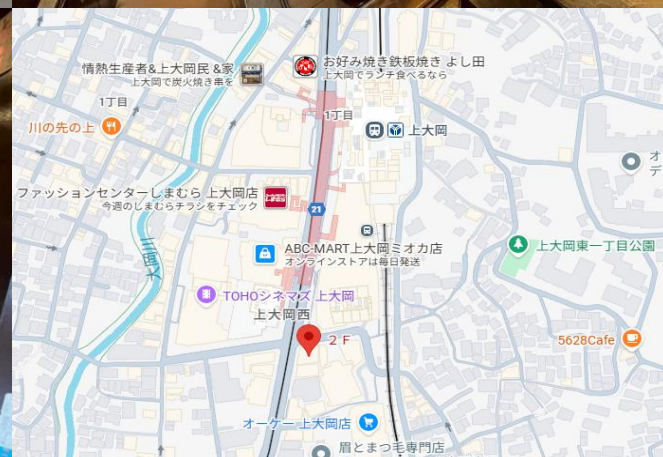 情熱生産者&上大岡民 &家
上大岡で炭火焼き串を
お好み焼き鉄板焼き よし田
上大岡でランチ食べるなら
1丁目
1丁目
川の先の上
上大岡
オ
デ
ファッションセンターしまむら 上大岡店
今週のしまむらチラシをチェック
21
大岡川
ABC-MART上大岡ミオカ店
オンラインストアは毎日発送
上大岡東一丁目公園
TOHOシネマズ 上大岡
上大岡西
２Ｆ
5628Cafe
オーケー 上大岡店
眉とまつ毛専門店